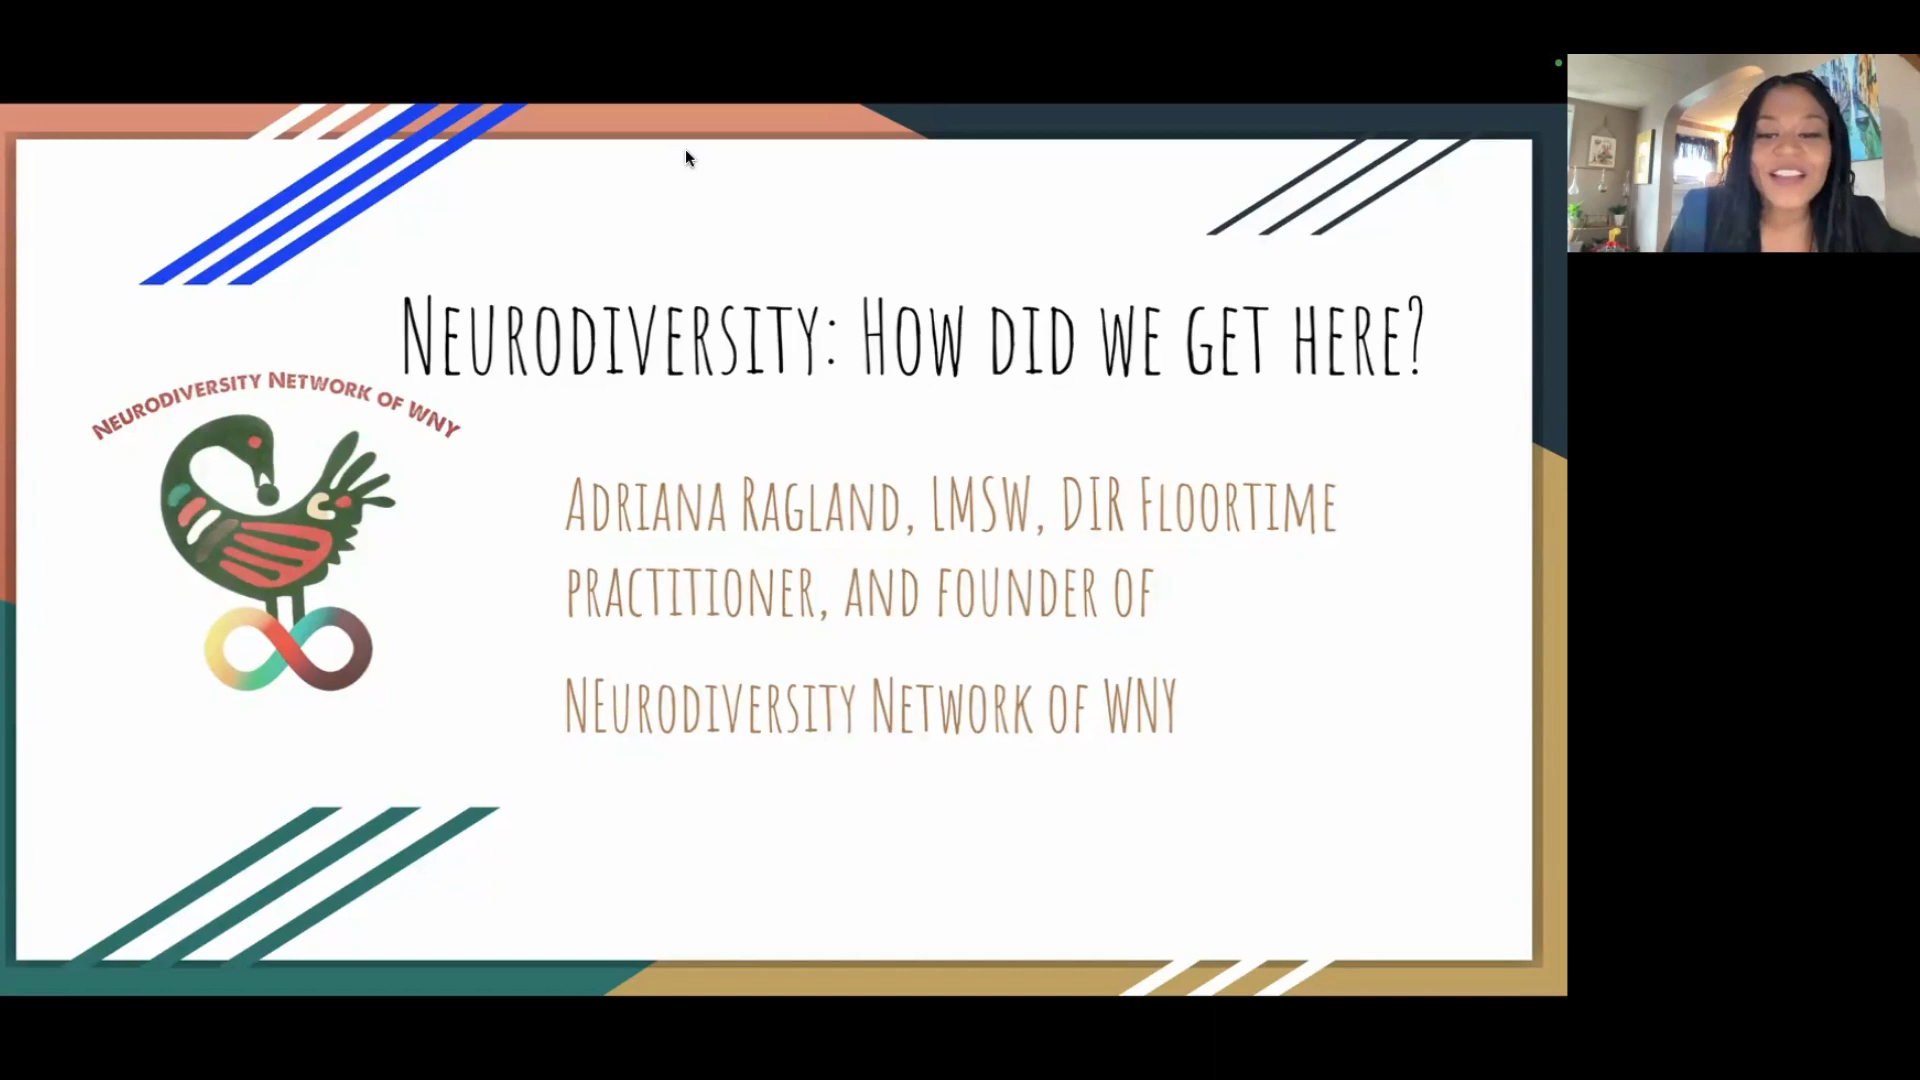 Neurodiversity: How did we get here?
Neurodiversity Network of WNY
Adriana Ragland, LMSW, DIR Floortime
practitioner, and founder of
NEurodiversity Network of WNY